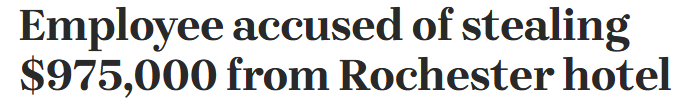 Employee accused of stealing
$975,000 from Rochester hotel